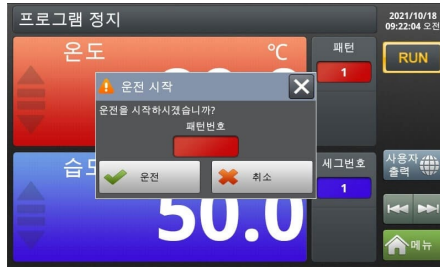 프로그램 정지
2021/10/18
09:22:04 오전
온도
℃
패턴
1
RUN
운전 시작
운전을 시작하시겠습니까?
패턴번호
운전
취소
습도
50.0
세그번호
1
사용자
출력
메뉴